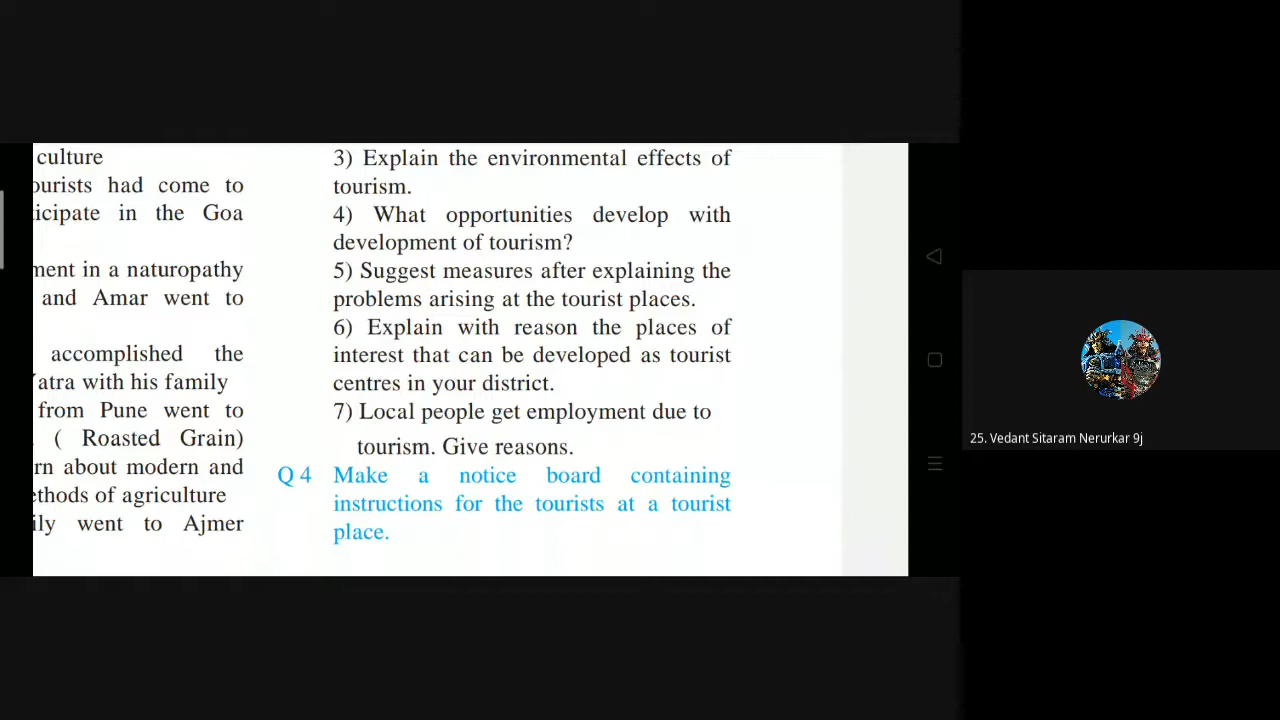 culture
ourists had come to
icipate in the Goa
ment in a naturopathy
and Amar went to
accomplished the
Yatra with his family
from Pune went to
. ( Roasted Grain)
rn about modern and
ethods of agriculture
ily went to Ajmer
3) Explain the environmental effects of
tourism.
4) What opportunities develop with
development of tourism?
5) Suggest measures after explaining the
problems arising at the tourist places.
6) Explain with reason the places of
interest that can be developed as tourist
centres in your district.
7) Local people get employment due to
tourism. Give reasons.
Q 4 Make a notice board containing
instructions for the tourists at a tourist
place.
25. Vedant Sitaram Nerurkar 9j